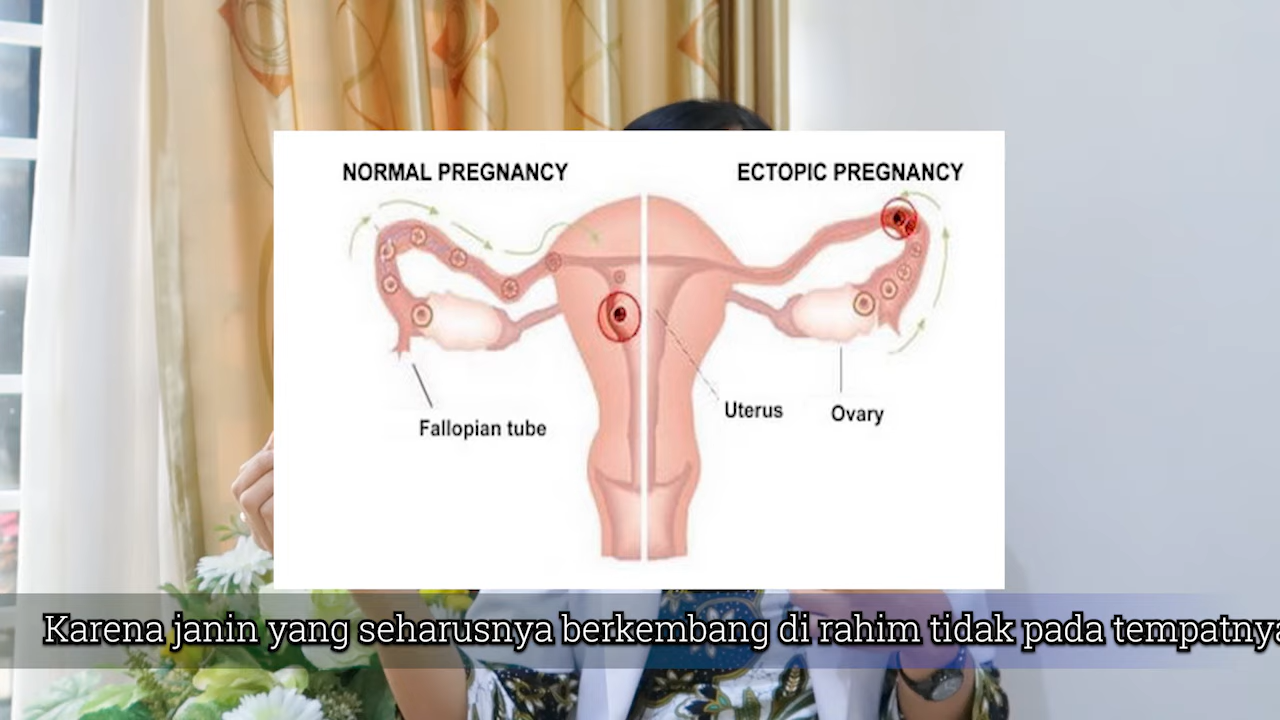 NORMAL PREGNANCY
ECTOPIC PREGNANCY
Uterus
Ovary
Fallopian tube
Karena janin yang seharusnya berkembang di rahim tidak pada tempatnya